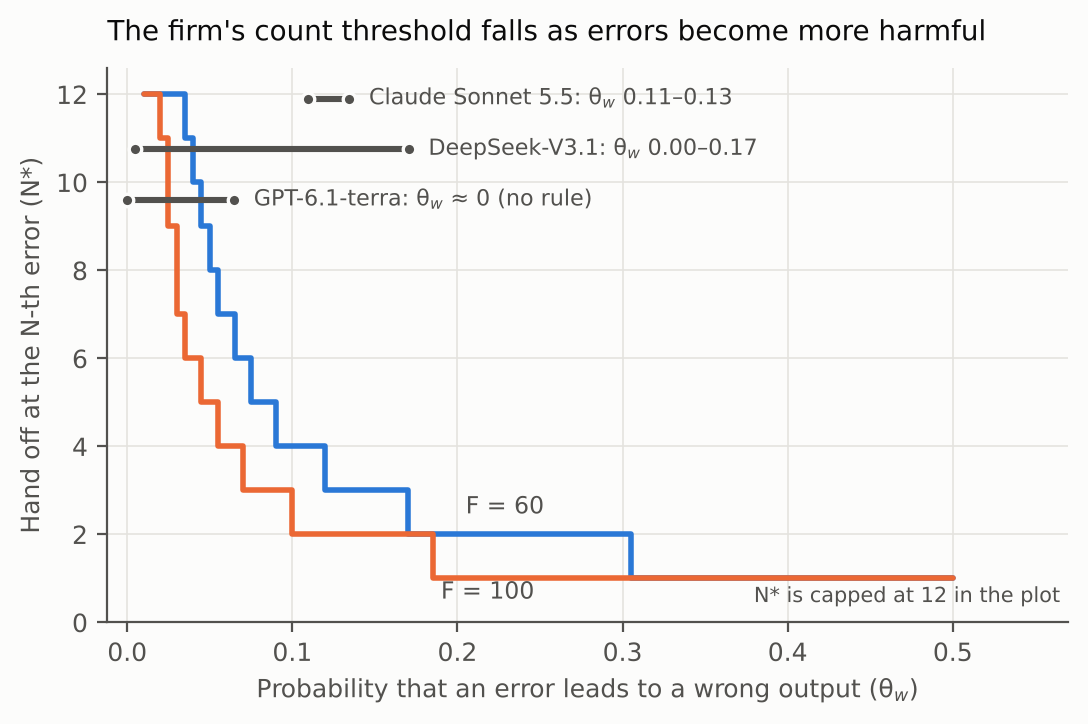 The firm's count threshold falls as errors become more harmful
Hand off at the N-th error (N*)
12
10
8
6
4
2
0
Claude Sonnet 5.5: θw 0.11–0.13
DeepSeek-V3.1: θw 0.00–0.17
GPT-6.1-terra: θw ≈ 0 (no rule)
F = 60
F = 100
N* is capped at 12 in the plot
0.0 0.1 0.2 0.3 0.4 0.5
Probability that an error leads to a wrong output (θw)